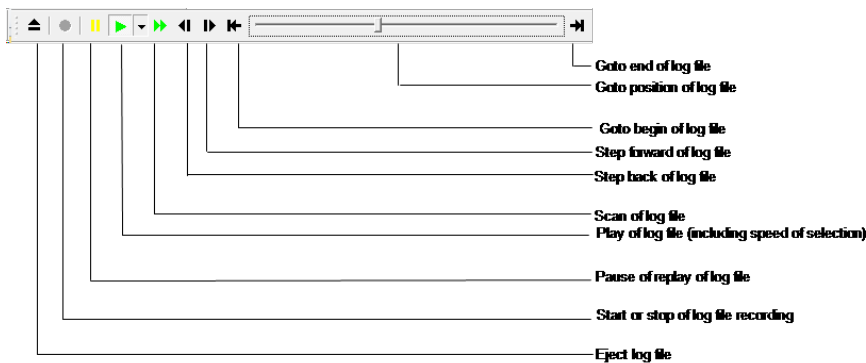 Goto end of log file
Goto position of log file
Goto begin of log file
Step forward of log file
Step back of log file
Scan of log file
Play of log file (including speed of selection)
Pause of replay of log file
Start or stop of log file recording
Eject log file